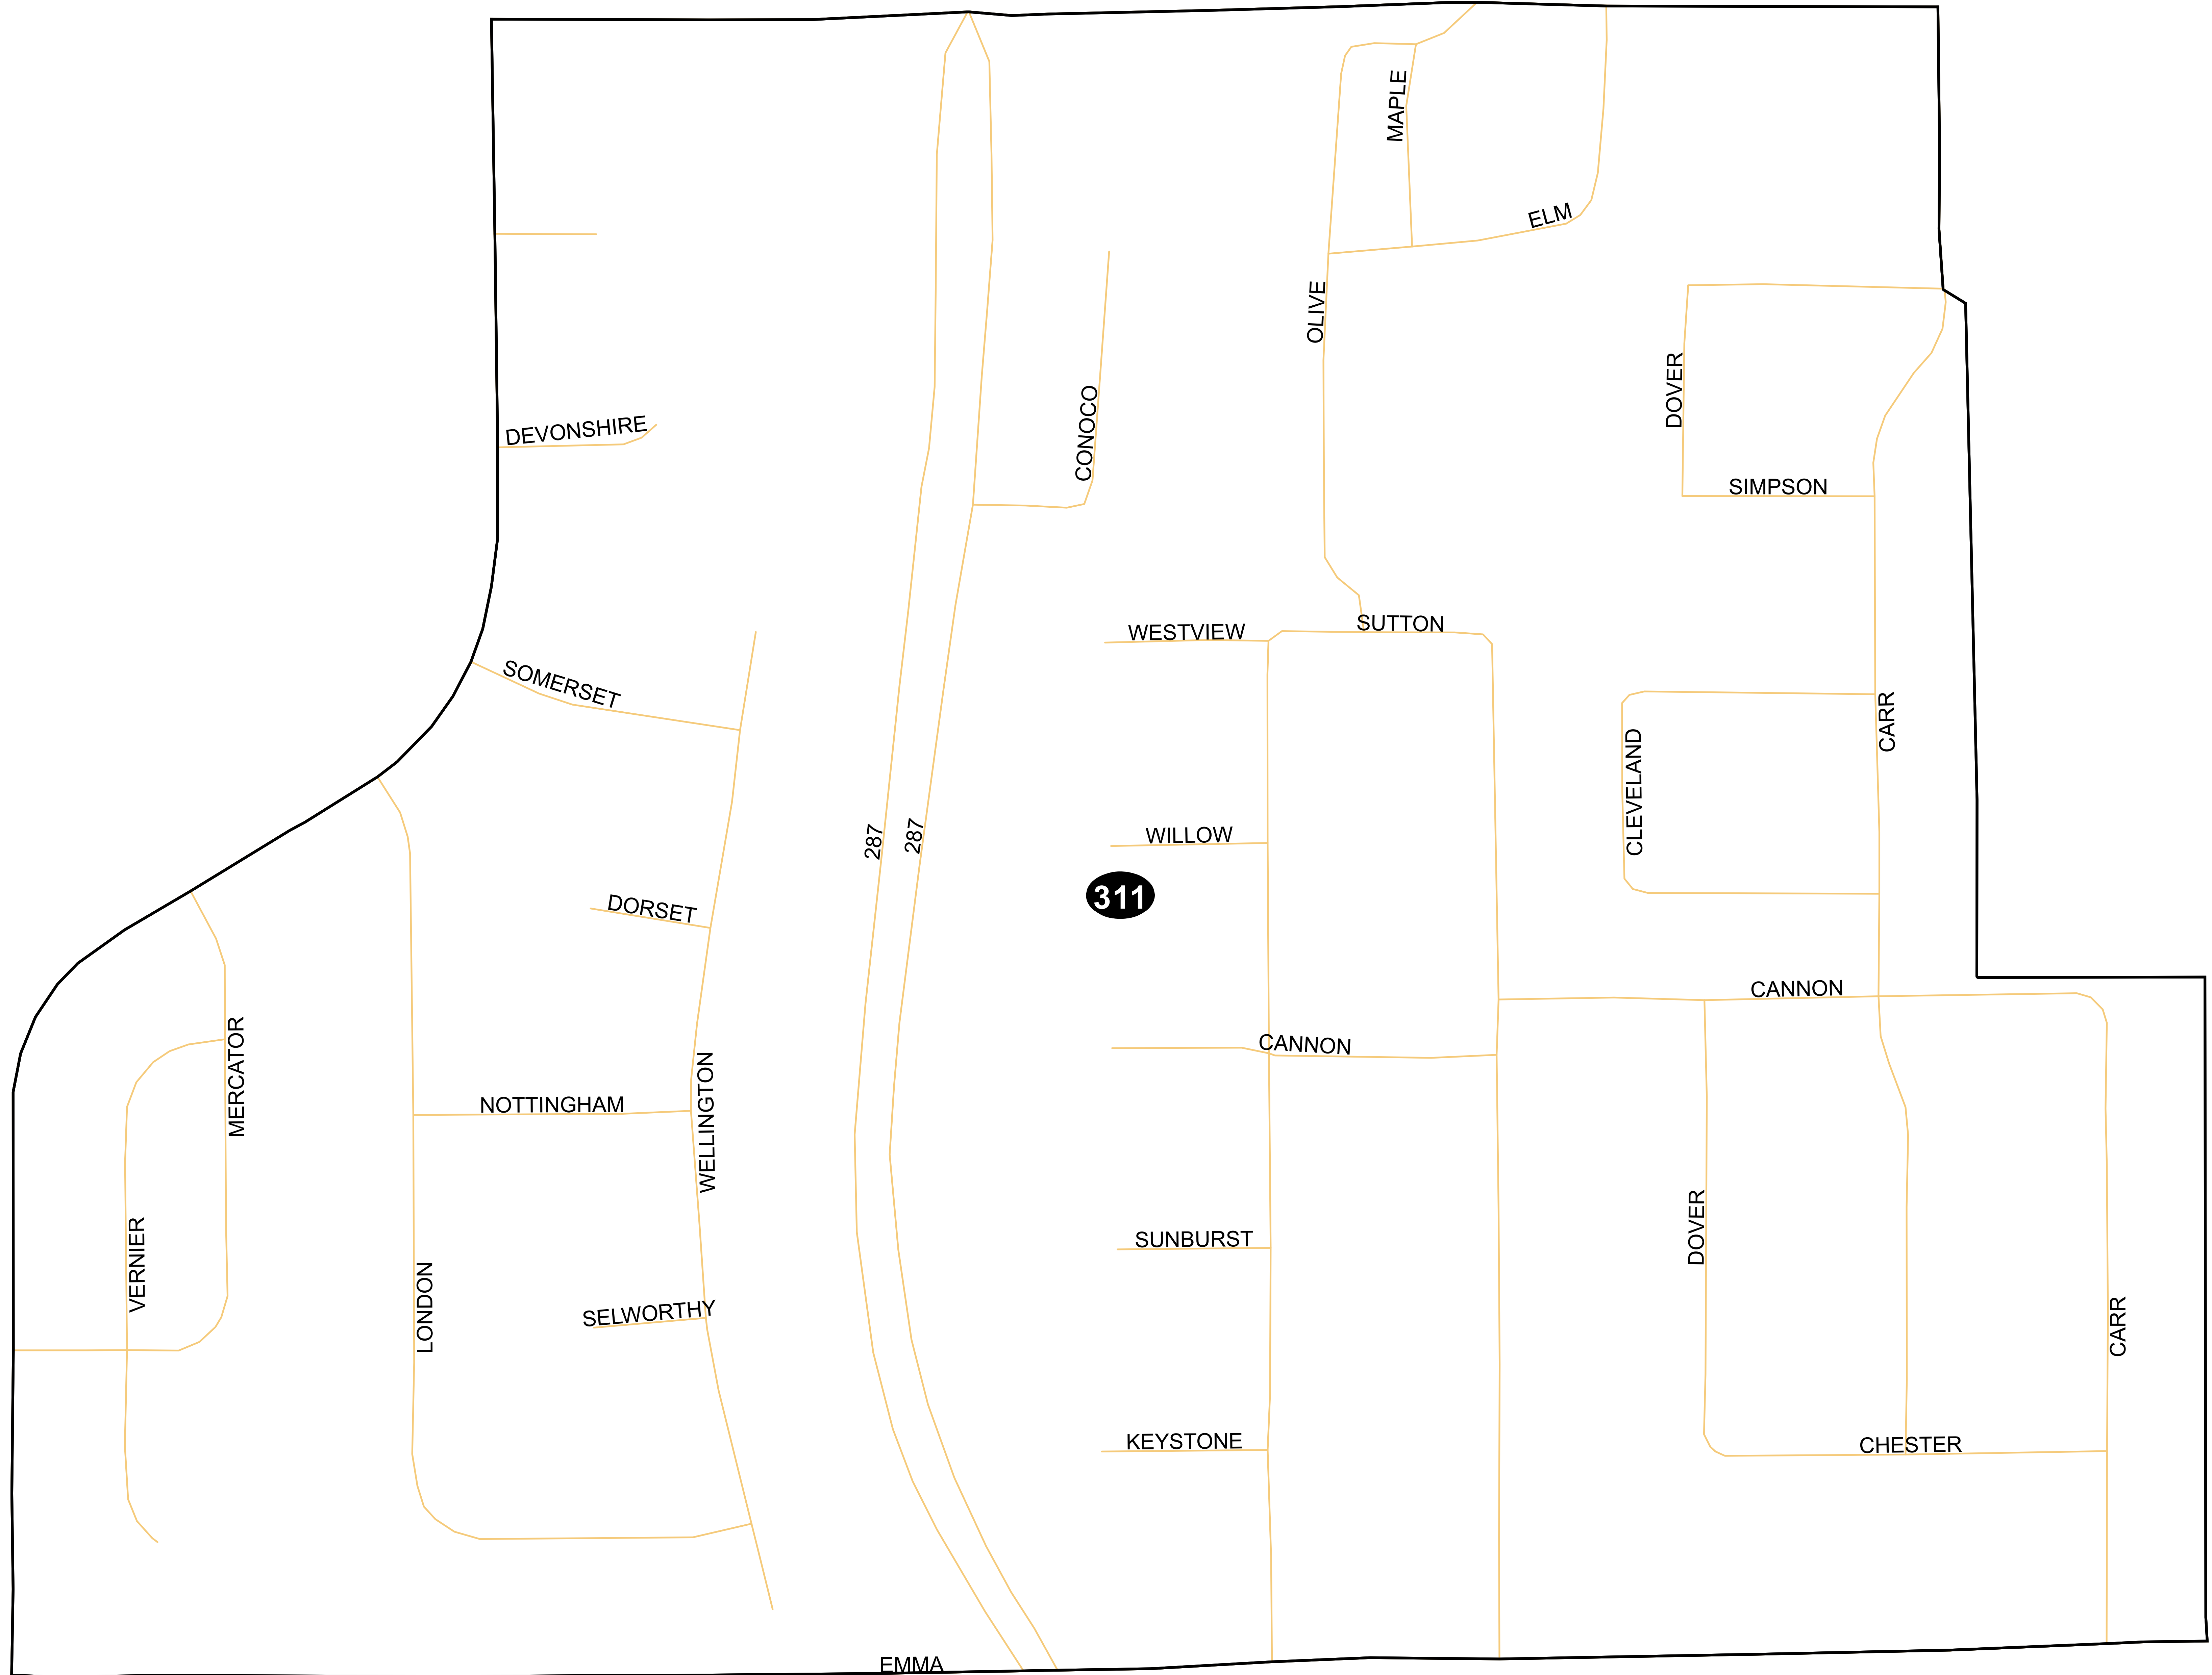 MAPLE
ELM
OLIVE
DOVER
CONOCO
DEVONSHIRE
SIMPSON
WESTVIEW
SUTTON
SOMERSET
CARR
CLEVELAND
287
287
WILLOW
311
DORSET
CANNON
CANNON
MERCATOR
NOTTINGHAM
WELLINGTON
DOVER
SUNBURST
VERNIER
LONDON
SELWORTHY
CARR
KEYSTONE
CHESTER
EMMA